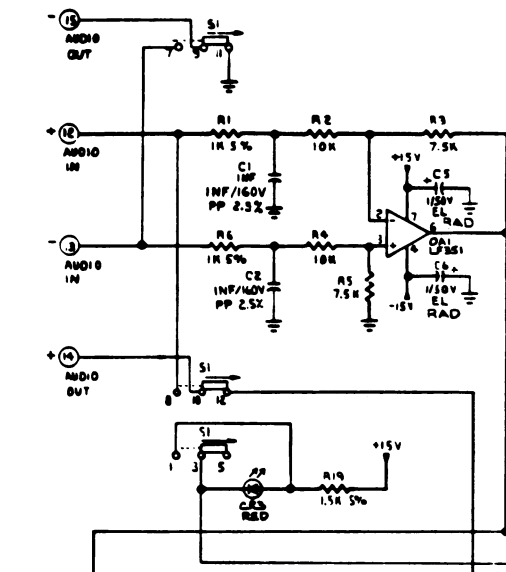 - 15
AUDIO
OUT
S1
7 9 11
+ 12
AUDIO
IN
R1
1K 5%
R2
10K
R3
7.5K
C1
1NF
1NF/160V
PP 2.5%
+15V
+ C5
1/50V
EL
RAD
2 -
7
6
3 +
4
OA1
LF351
- 13
AUDIO
IN
R6
1K 5%
R4
10K
R5
7.5K
C2
1NF/160V
PP 2.5%
C6 +
1/50V
EL
RAD
-15V
+ 14
AUDIO
OUT
S1
8 10 12
S1
1 3 5
+15V
CR3
RED
R19
1.5K 5%